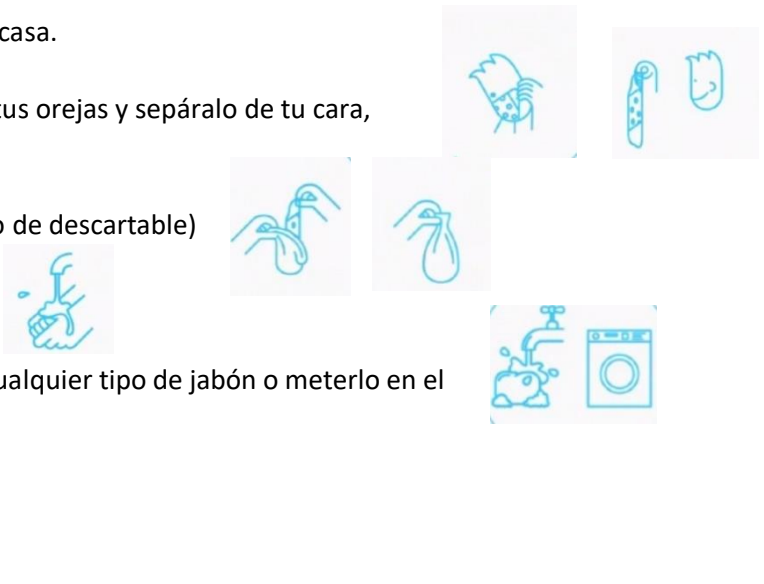 casa.
tus orejas y sepáralo de tu cara,
o de descartable)
ualquier tipo de jabón o meterlo en el